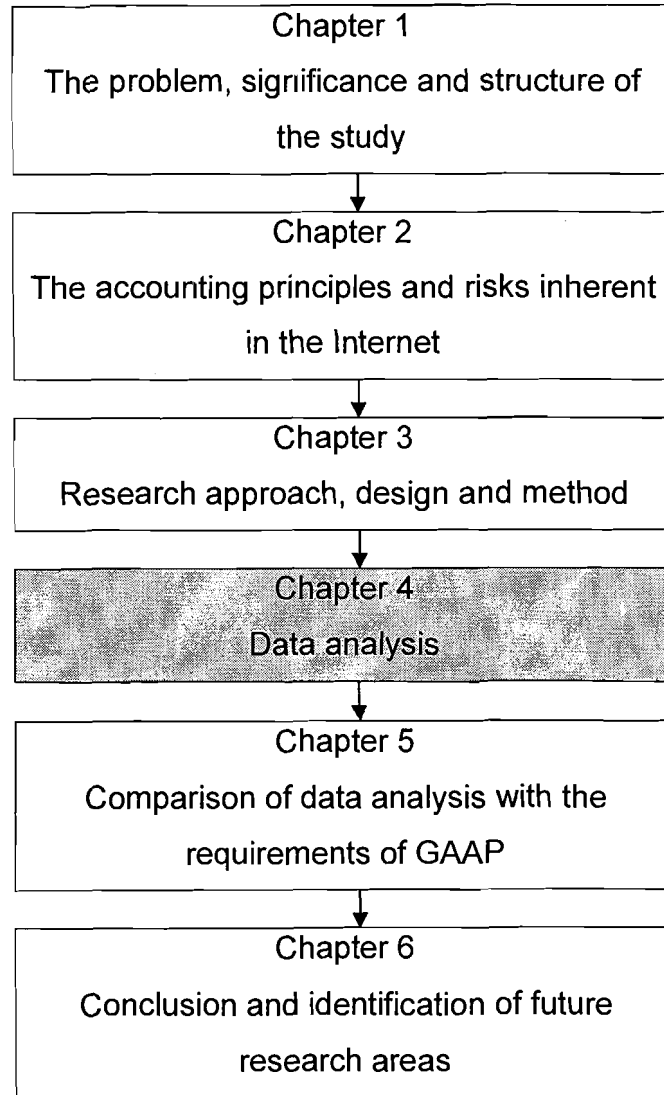 Chapter 1
The problem, significance and structure of
the study
Chapter 2
The accounting principles and risks inherent
in the Internet
Chapter 3
Research approach, design and method
Chapter 4
Data analysis
Chapter 5
Comparison of data analysis with the
requirements of GAAP
Chapter 6
Conclusion and identification of future
research areas